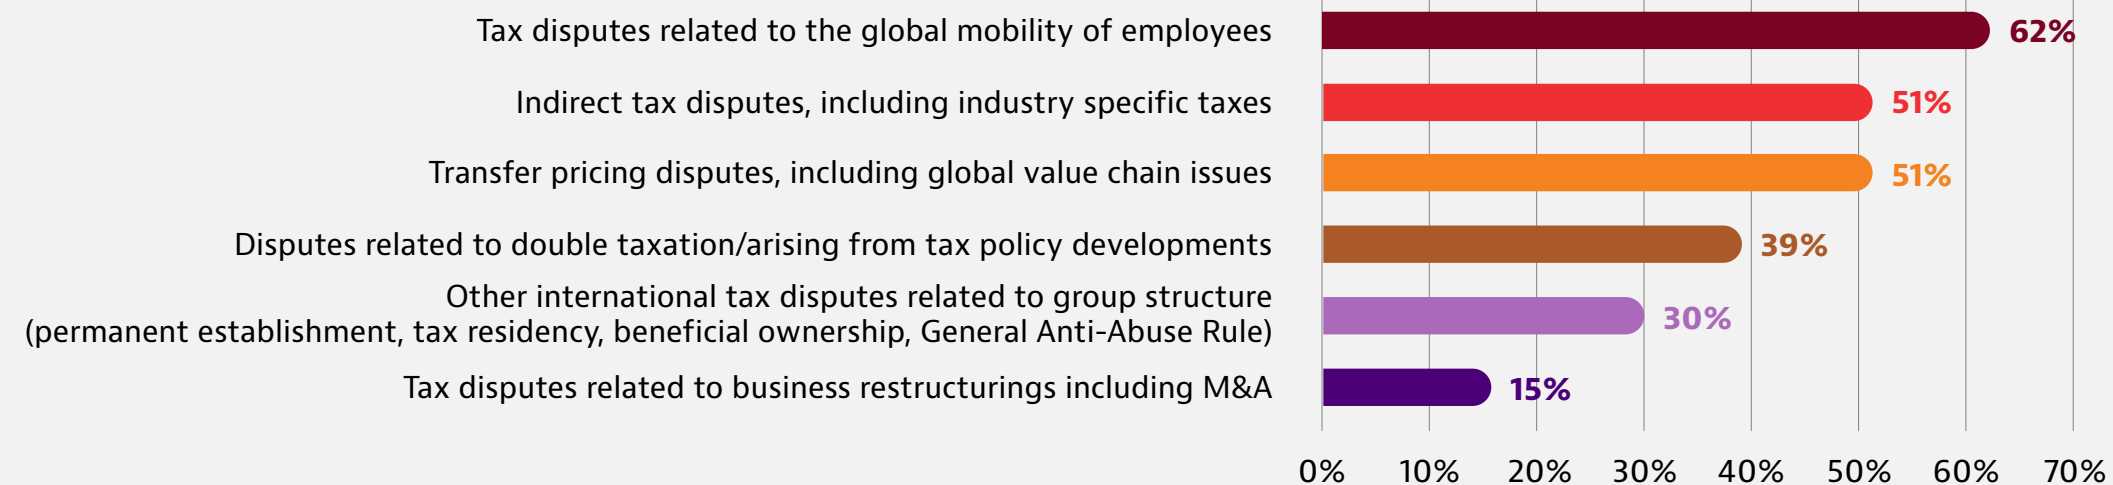 Tax disputes related to the global mobility of employees 62%
Indirect tax disputes, including industry specific taxes 51%
Transfer pricing disputes, including global value chain issues 51%
Disputes related to double taxation/arising from tax policy developments 39%
Other international tax disputes related to group structure
(permanent establishment, tax residency, beneficial ownership, General Anti-Abuse Rule) 30%
Tax disputes related to business restructurings including M&A 15%
0% 10% 20% 30% 40% 50% 60% 70%